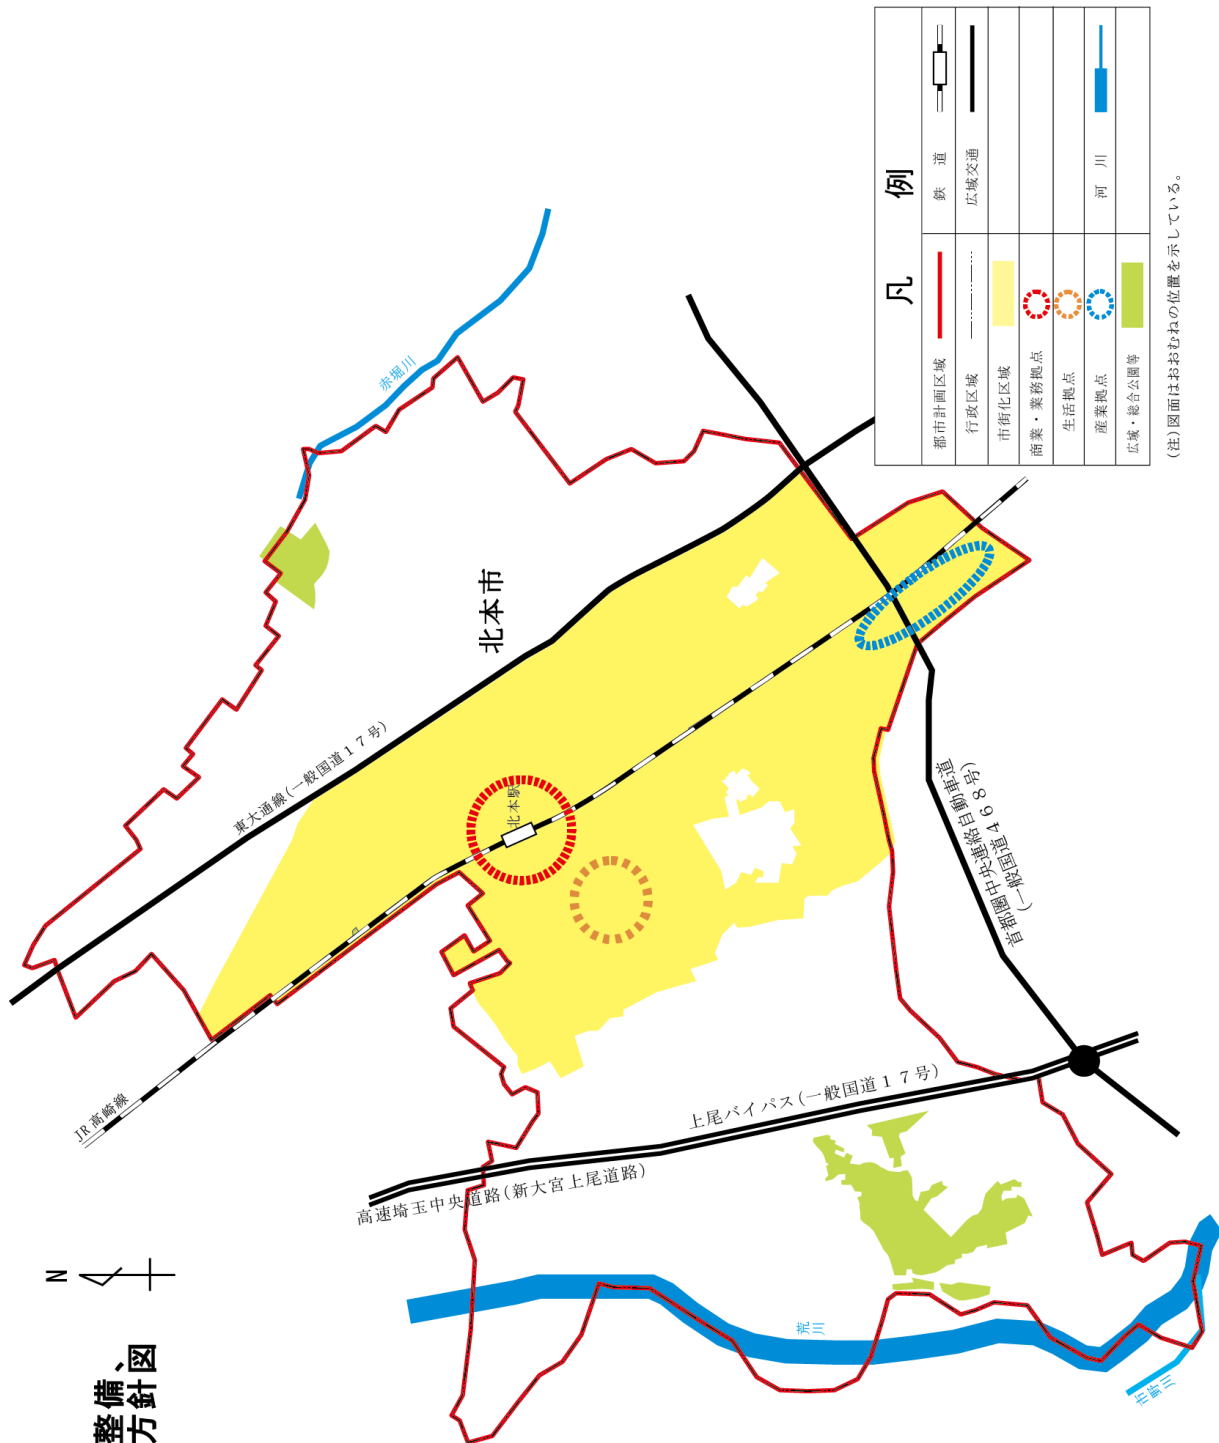 整備、
方針図
N
JR 高崎線
東大通線(一般国道17号)
赤堀川
北本市
北本駅
首都圏中央連絡自動車道
(一般国道468号)
上尾バイパス(一般国道17号)
高速埼玉中央道路(新大宮上尾道路)
荒川
市野川
凡 例
都市計画区域 鉄 道
行政区域 広域交通
市街化区域
商業・業務拠点
生活拠点
産業拠点 河 川
広域・総合公園等
(注)図面はおおむねの位置を示している。